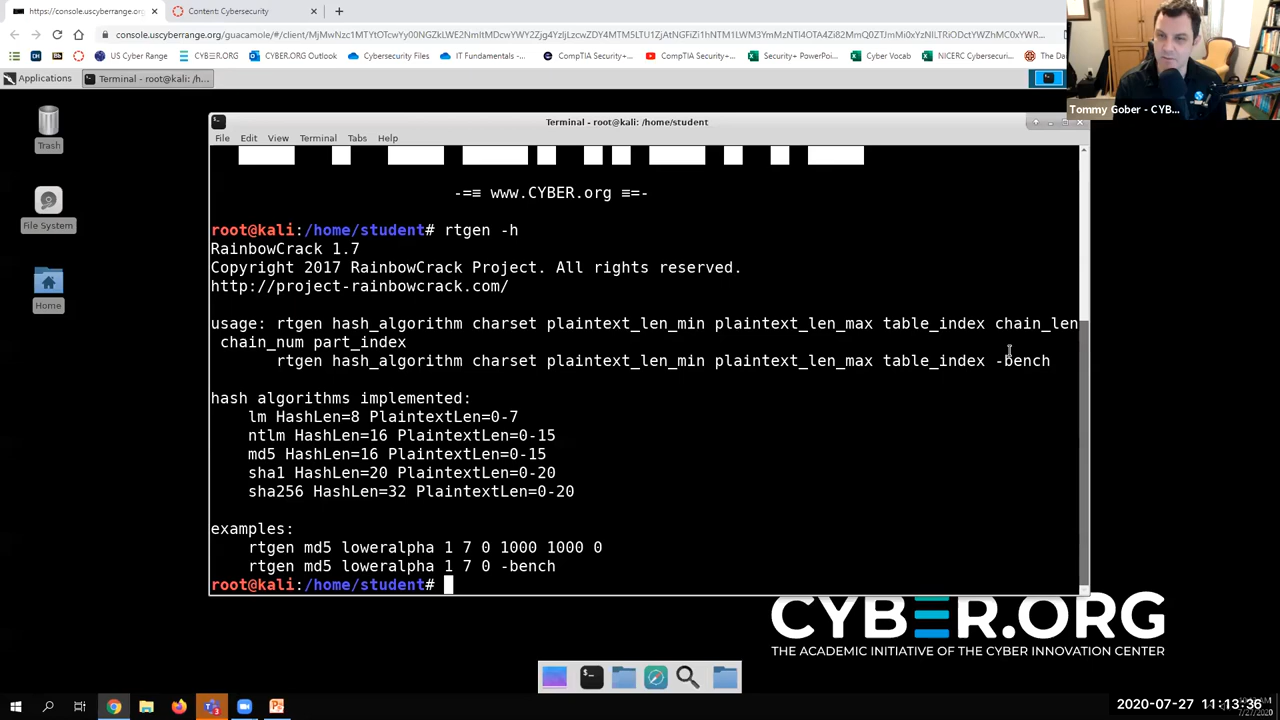 https://console.uscyberrange.org/
Content: Cybersecurity
console.uscyberrange.org/guacamole/#/client/
US Cyber Range
CYBER.ORG
CYBER.ORG Outlook
Cybersecurity Files
IT Fundamentals -...
CompTIA Security+...
CompTIA Security+...
Security+ PowerPoi...
Cyber Vocab
NICERC Cybersecuri...
The Da
Applications
Terminal - root@kali: /h...
Tommy Gober - CYB...
Trash
File System
Home
Terminal - root@kali: /home/student
File Edit View Terminal Tabs Help
-=≡ www.CYBER.org ≡=-
root@kali:/home/student# rtgen -h
RainbowCrack 1.7
Copyright 2017 RainbowCrack Project. All rights reserved.
http://project-rainbowcrack.com/
usage: rtgen hash_algorithm charset plaintext_len_min plaintext_len_max table_index chain_len
chain_num part_index
rtgen hash_algorithm charset plaintext_len_min plaintext_len_max table_index -bench
hash algorithms implemented:
lm HashLen=8 PlaintextLen=0-7
ntlm HashLen=16 PlaintextLen=0-15
md5 HashLen=16 PlaintextLen=0-15
sha1 HashLen=20 PlaintextLen=0-20
sha256 HashLen=32 PlaintextLen=0-20
examples:
rtgen md5 loweralpha 1 7 0 1000 1000 0
rtgen md5 loweralpha 1 7 0 -bench
root@kali:/home/student#
CYBER.ORG
THE ACADEMIC INITIATIVE OF THE CYBER INNOVATION CENTER
2020-07-27 11:13:36